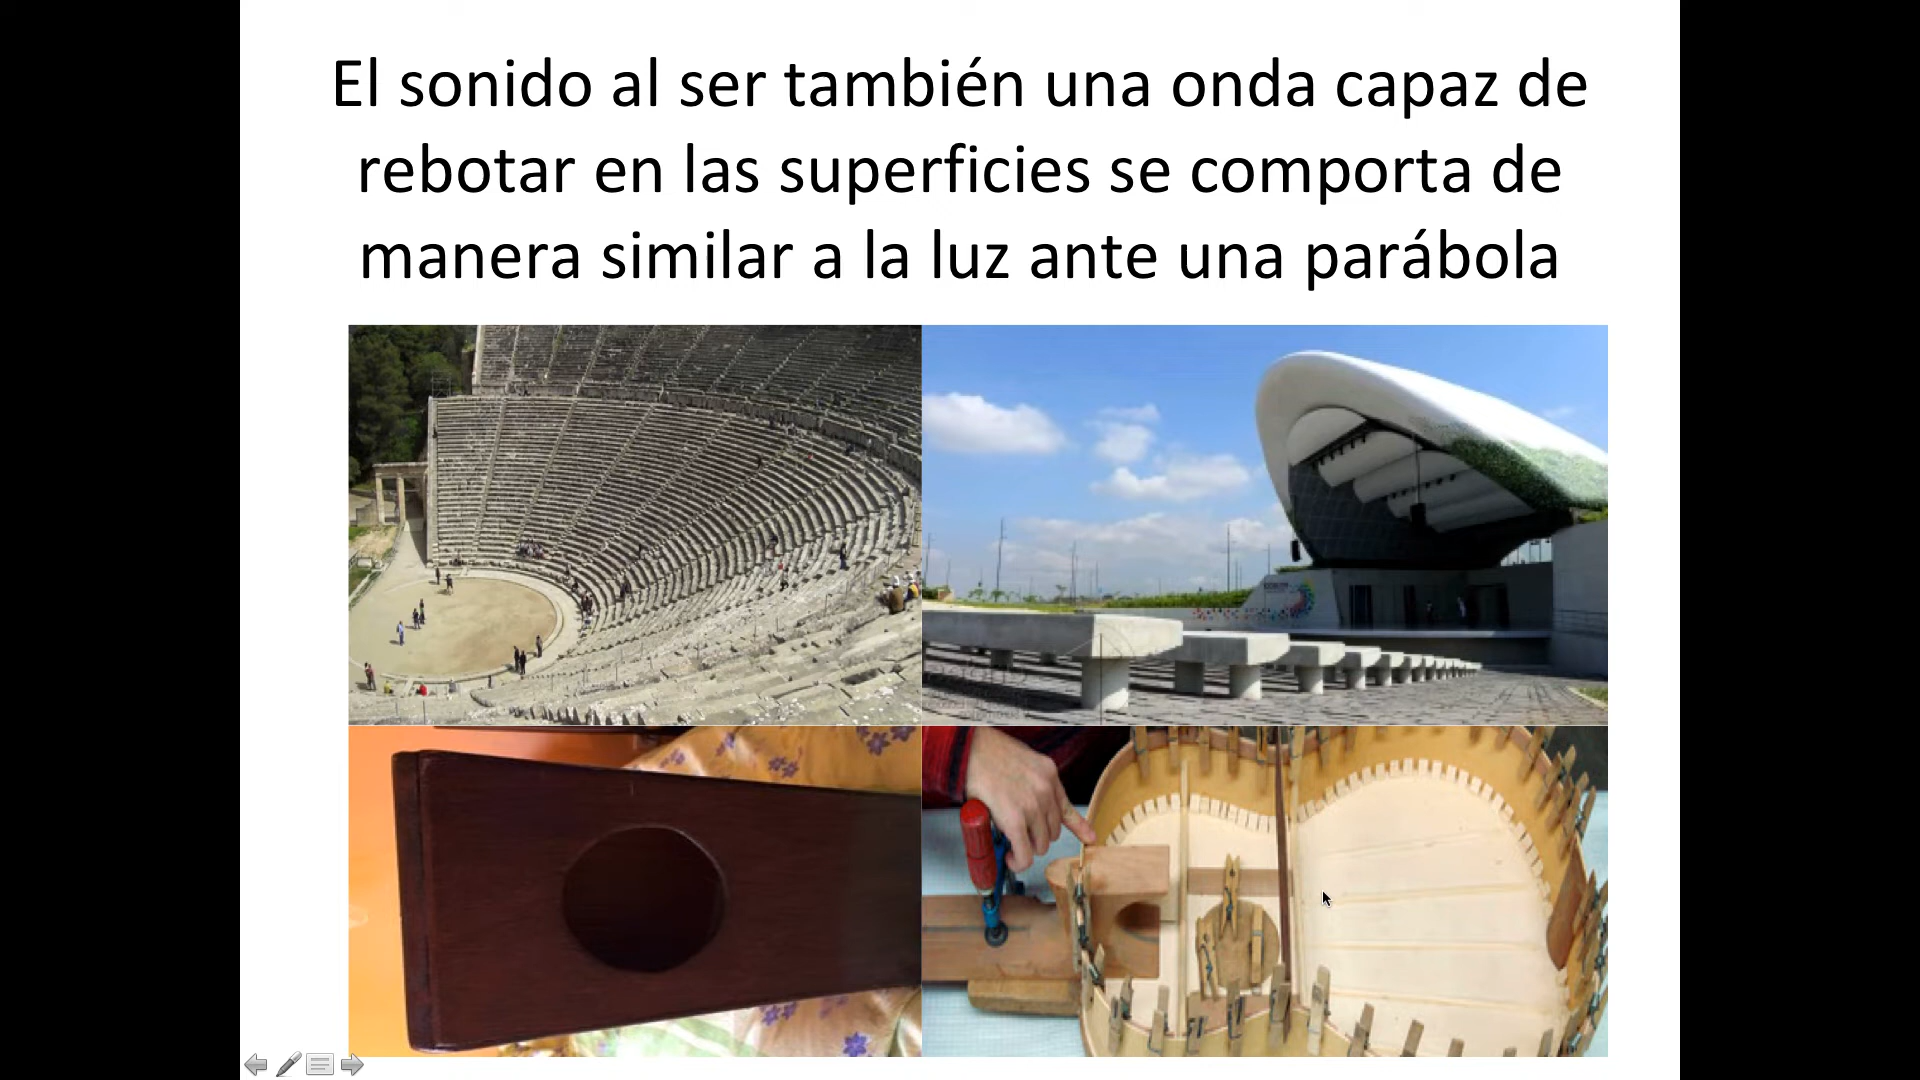 El sonido al ser también una onda capaz de
rebotar en las superficies se comporta de
manera similar a la luz ante una parábola